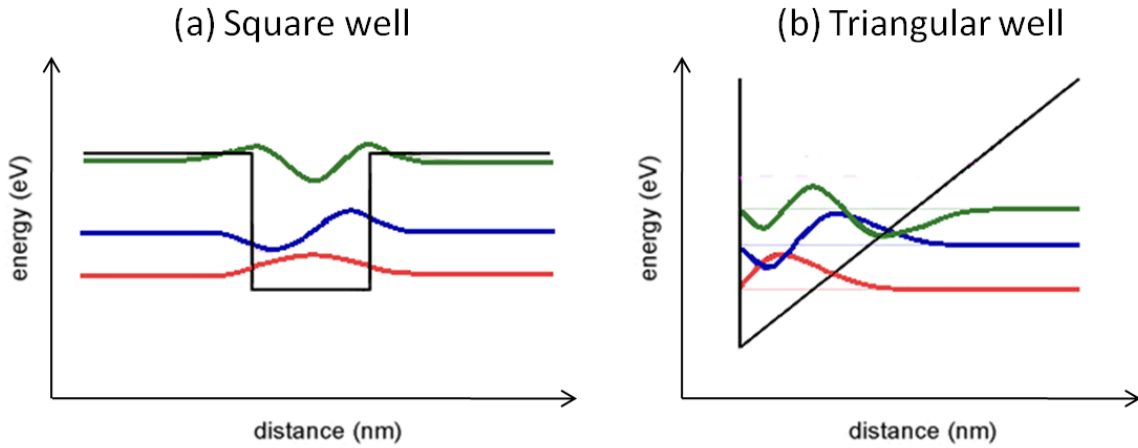 (a) Square well
(b) Triangular well
energy (eV)
distance (nm)
energy (eV)
distance (nm)